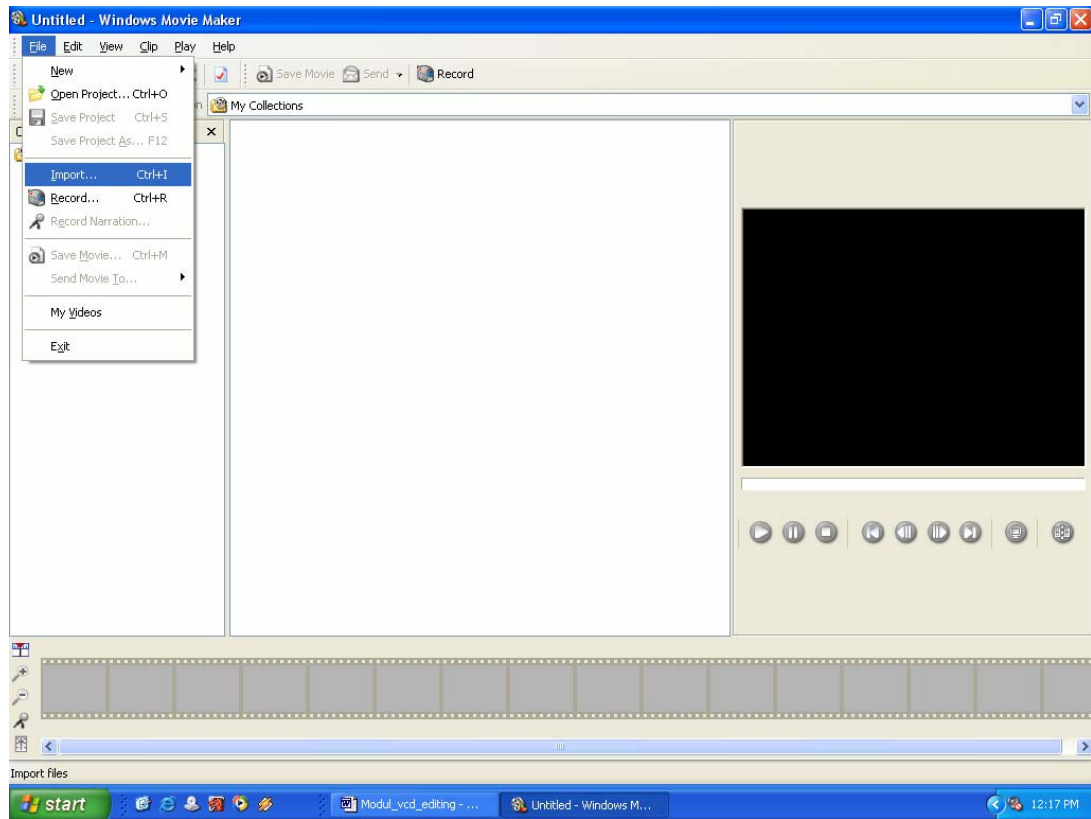 Untitled - Windows Movie Maker
File Edit View Clip Play Help
New
Save Movie Send Record
Open Project... Ctrl+O
My Collections
Save Project Ctrl+S
Save Project As... F12
Import... Ctrl+I
Record... Ctrl+R
Record Narration...
Save Movie... Ctrl+M
Send Movie To...
My Videos
Exit
Import files
start Modul_vcd_editing - ... Untitled - Windows M... 12:17 PM